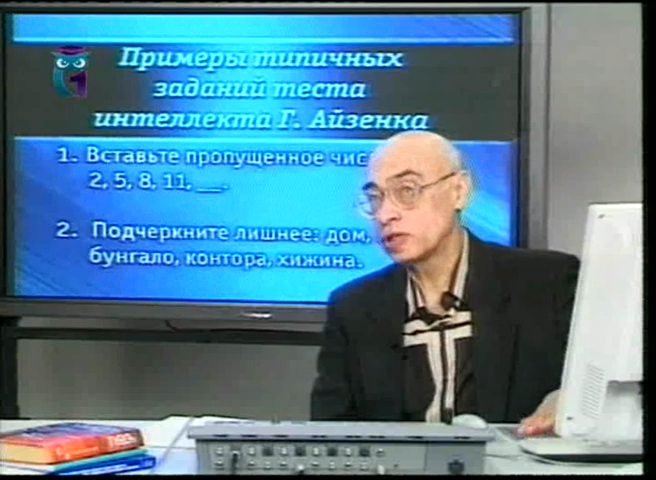 Примеры типичных
заданий теста
интеллекта Г. Айзенка
1. Вставьте пропущенное
2, 5, 8, 11, __.
2. Подчеркните лишнее: дом,
бунгало, контора, хижина.